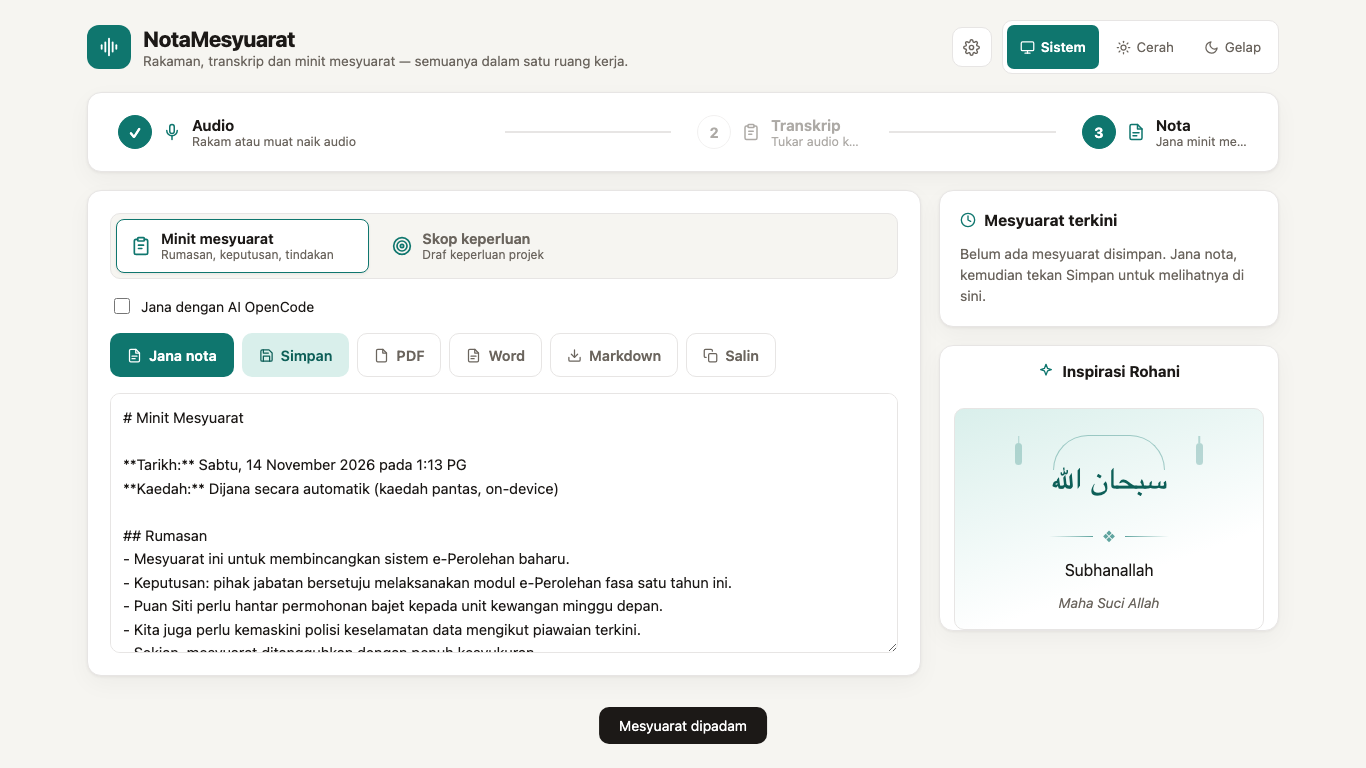 NotaMesyuarat
Rakaman, transkrip dan minit mesyuarat — semuanya dalam satu ruang kerja.
Sistem
Cerah
Gelap
Audio
Rakam atau muat naik audio
2
Transkrip
Tukar audio k...
3
Nota
Jana minit me...
Minit mesyuarat
Rumasan, keputusan, tindakan
Skop keperluan
Draf keperluan projek
Jana dengan AI OpenCode
Jana nota
Simpan
PDF
Word
Markdown
Salin
# Minit Mesyuarat
**Tarikh:** Sabtu, 14 November 2026 pada 1:13 PG
**Kaedah:** Dijana secara automatik (kaedah pantas, on-device)
## Rumasan
- Mesyuarat ini untuk membincangkan sistem e-Perolehan baharu.
- Keputusan: pihak jabatan bersetuju melaksanakan modul e-Perolehan fasa satu tahun ini.
- Puan Siti perlu hantar permohonan bajet kepada unit kewangan minggu depan.
- Kita juga perlu kemaskini polisi keselamatan data mengikut piawaian terkini.
- Sekian, mesyuarat ditangguhkan dengan penuh kesyukuran.
Mesyuarat terkini
Belum ada mesyuarat disimpan. Jana nota,
kemudian tekan Simpan untuk melihatnya di
sini.
Inspirasi Rohani
سبحان الله
Subhanallah
Maha Suci Allah
Mesyuarat dipadam